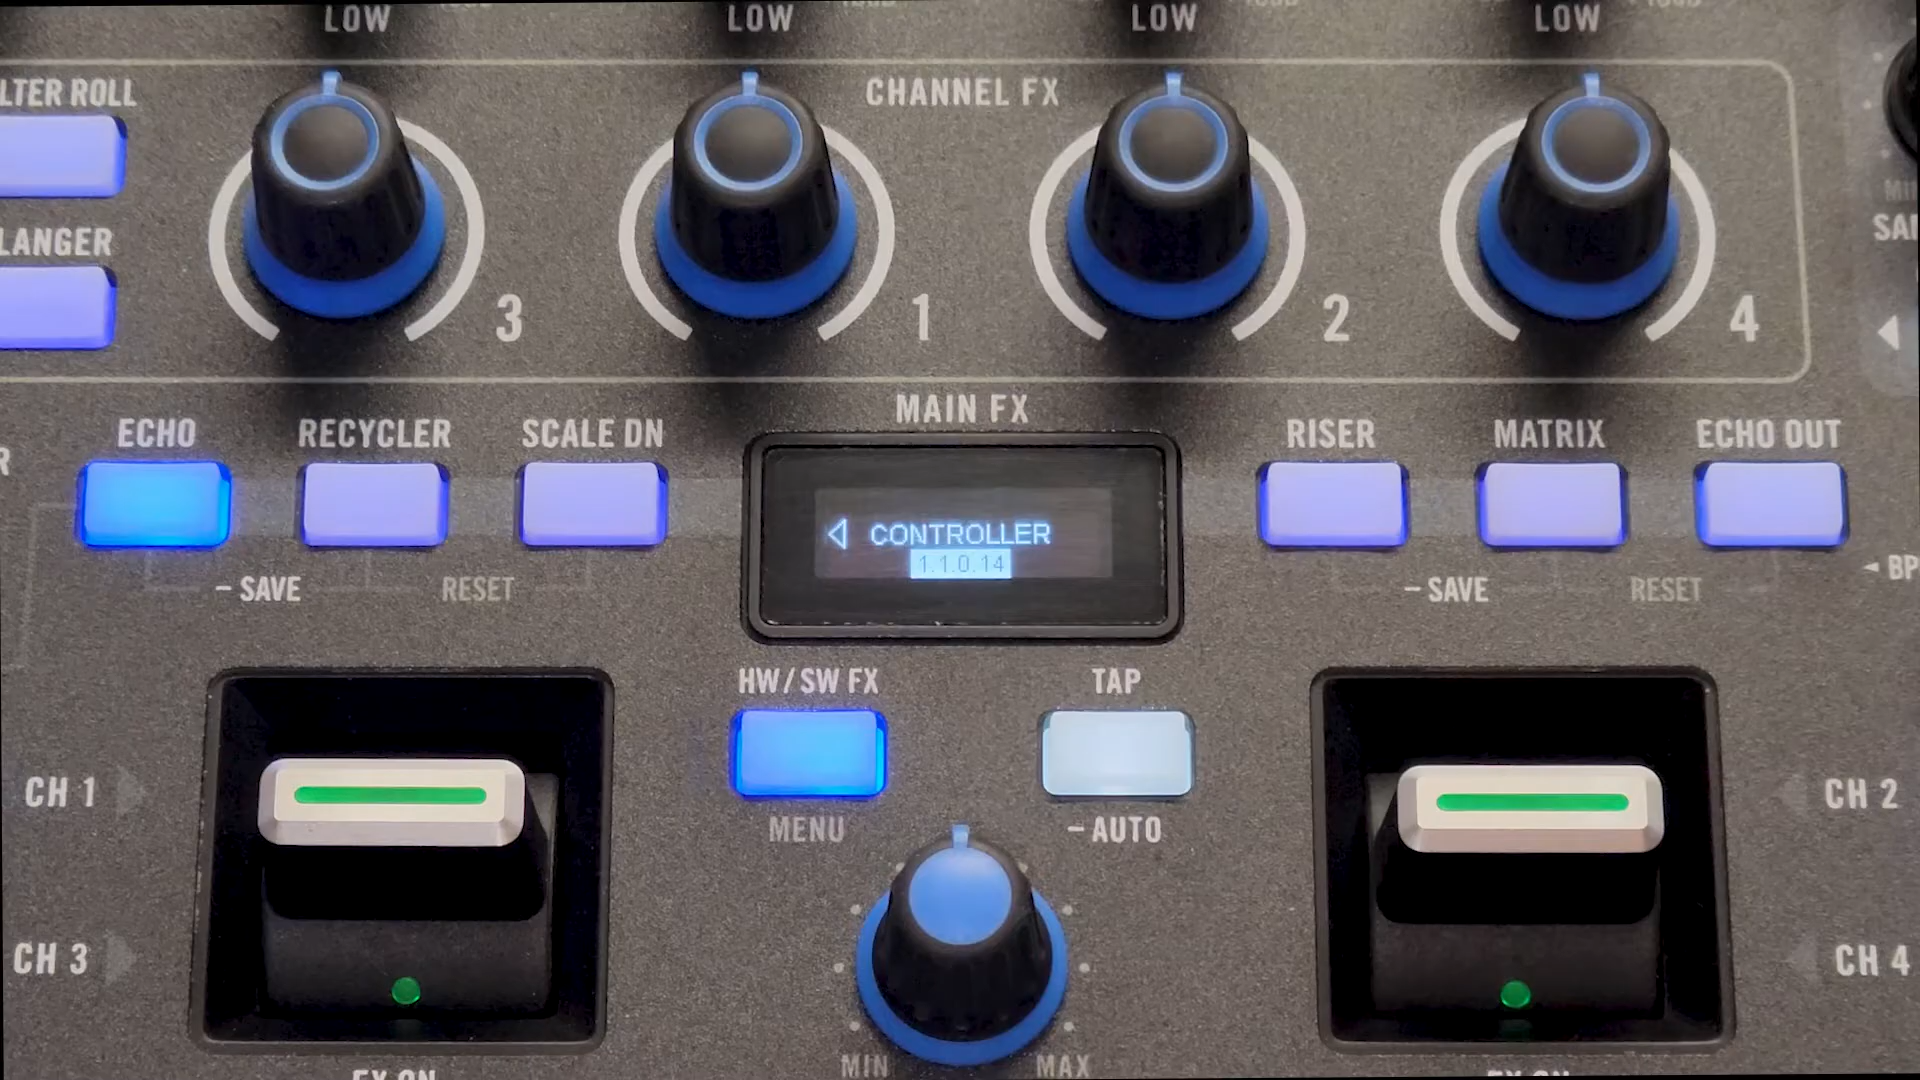 LOW LOW LOW LOW
LTER ROLL
CHANNEL FX
LANGER
3 1 2 4
MAIN FX
ECHO RECYCLER SCALE DN
RISER MATRIX ECHO OUT
CONTROLLER
1.1.0.14
– SAVE RESET
– SAVE RESET
BP
HW/SW FX TAP
CH 1 CH 2
MENU – AUTO
CH 3 CH 4
MIN MAX